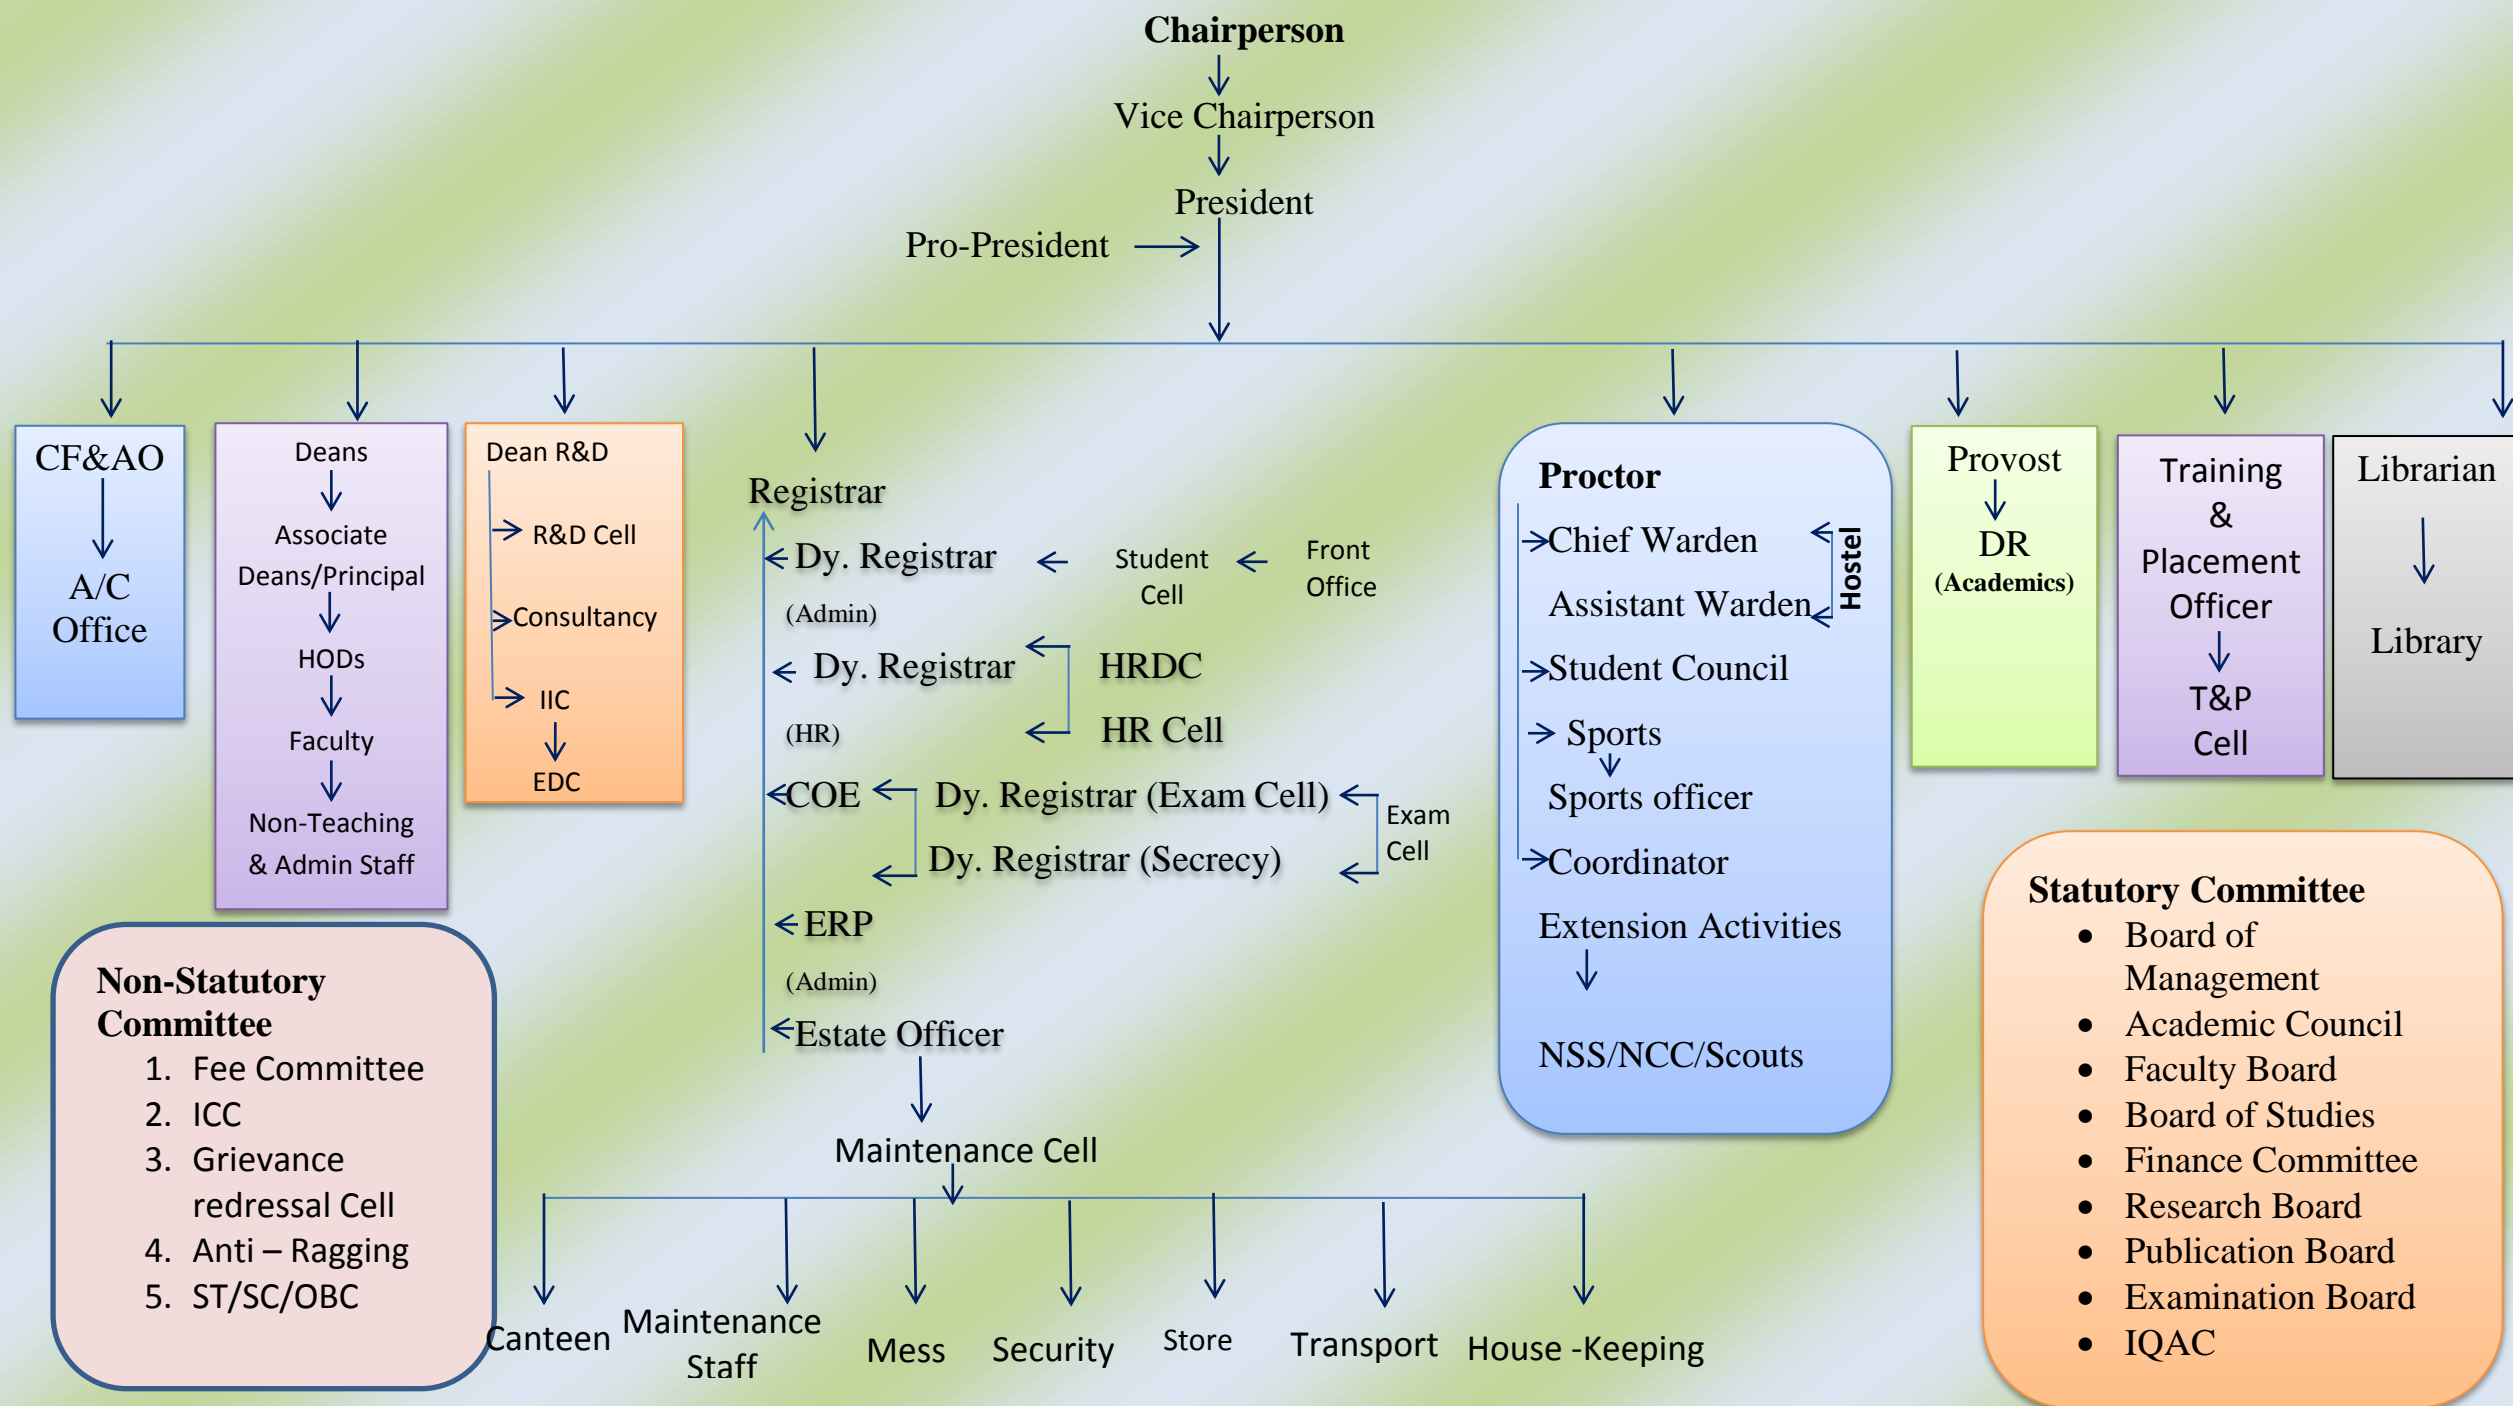 Chairperson
Vice Chairperson
President
Pro-President
CF&AO
A/C
Office
Deans
Associate
Deans/Principal
HODs
Faculty
Non-Teaching
& Admin Staff
Dean R&D
R&D Cell
Consultancy
IIC
EDC
Registrar
Dy. Registrar
Student
Cell
Front
Office
(Admin)
Dy. Registrar
HRDC
(HR)
HR Cell
COE
Dy. Registrar (Exam Cell)
Dy. Registrar (Secrecy)
Exam
Cell
ERP
(Admin)
Estate Officer
Maintenance Cell
Canteen
Maintenance
Staff
Mess
Security
Store
Transport
House -Keeping
Proctor
Chief Warden
Assistant Warden
Hostel
Student Council
Sports
Sports officer
Coordinator
Extension Activities
NSS/NCC/Scouts
Provost
DR
(Academics)
Training
&
Placement
Officer
T&P
Cell
Librarian
Library
Non-Statutory
Committee
1. Fee Committee
2. ICC
3. Grievance
redressal Cell
4. Anti – Ragging
5. ST/SC/OBC
Statutory Committee
• Board of
Management
• Academic Council
• Faculty Board
• Board of Studies
• Finance Committee
• Research Board
• Publication Board
• Examination Board
• IQAC